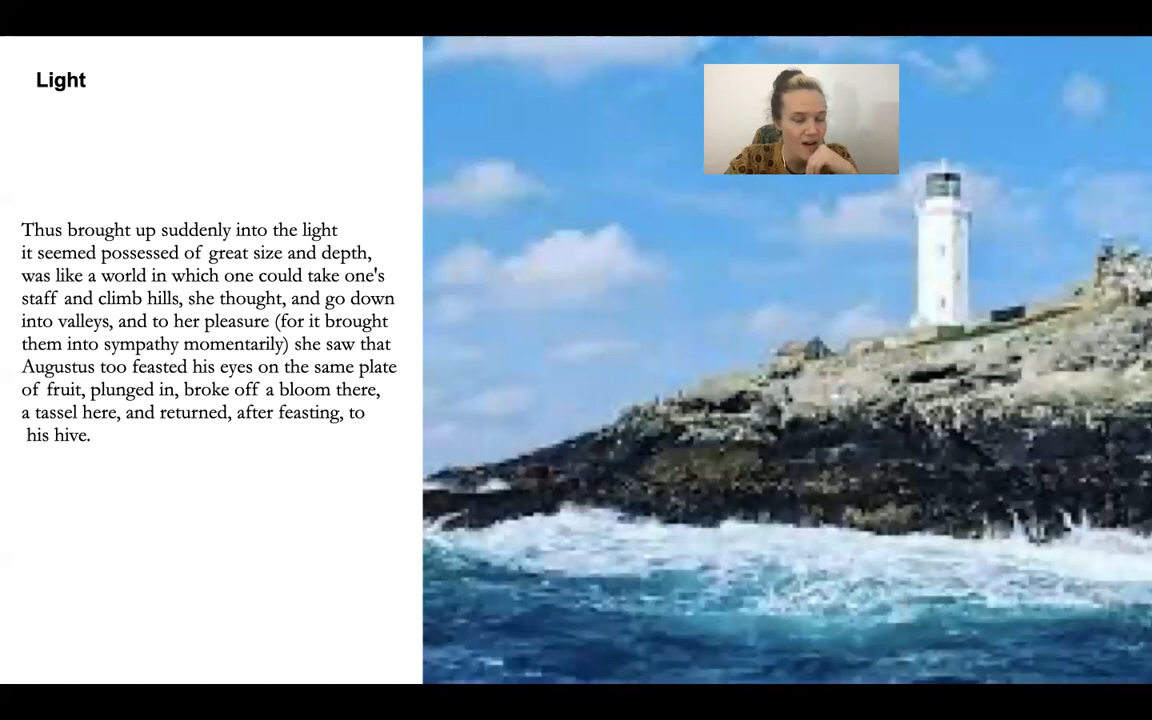 Light
Thus brought up suddenly into the light
it seemed possessed of great size and depth,
was like a world in which one could take one's
staff and climb hills, she thought, and go down
into valleys, and to her pleasure (for it brought
them into sympathy momentarily) she saw that
Augustus too feasted his eyes on the same plate
of fruit, plunged in, broke off a bloom there,
a tassel here, and returned, after feasting, to
his hive.